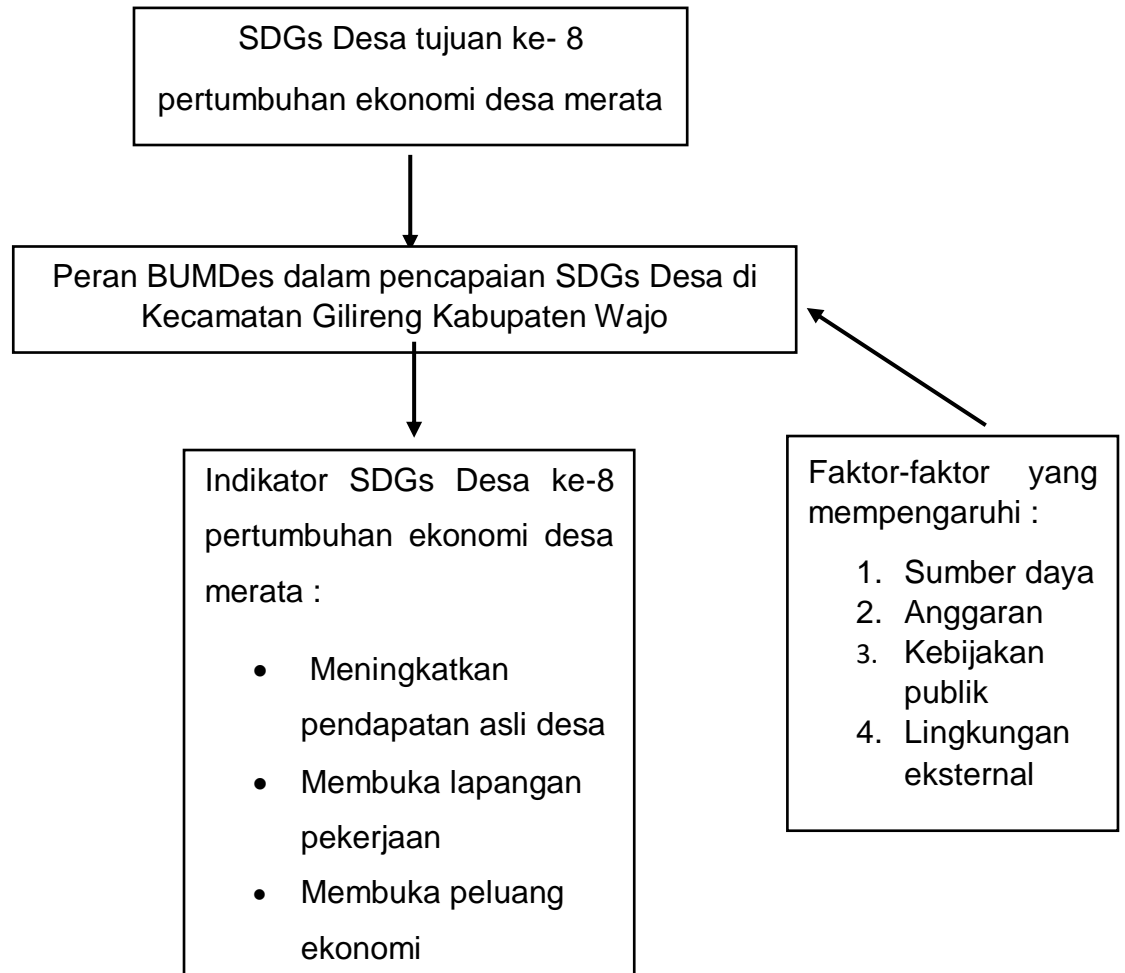 SDGs Desa tujuan ke- 8
pertumbuhan ekonomi desa merata
Peran BUMDes dalam pencapaian SDGs Desa di
Kecamatan Gilireng Kabupaten Wajo
Indikator SDGs Desa ke-8
pertumbuhan ekonomi desa
merata :
• Meningkatkan
pendapatan asli desa
• Membuka lapangan
pekerjaan
• Membuka peluang
ekonomi
Faktor-faktor yang
mempengaruhi :
1. Sumber daya
2. Anggaran
3. Kebijakan
publik
4. Lingkungan
eksternal